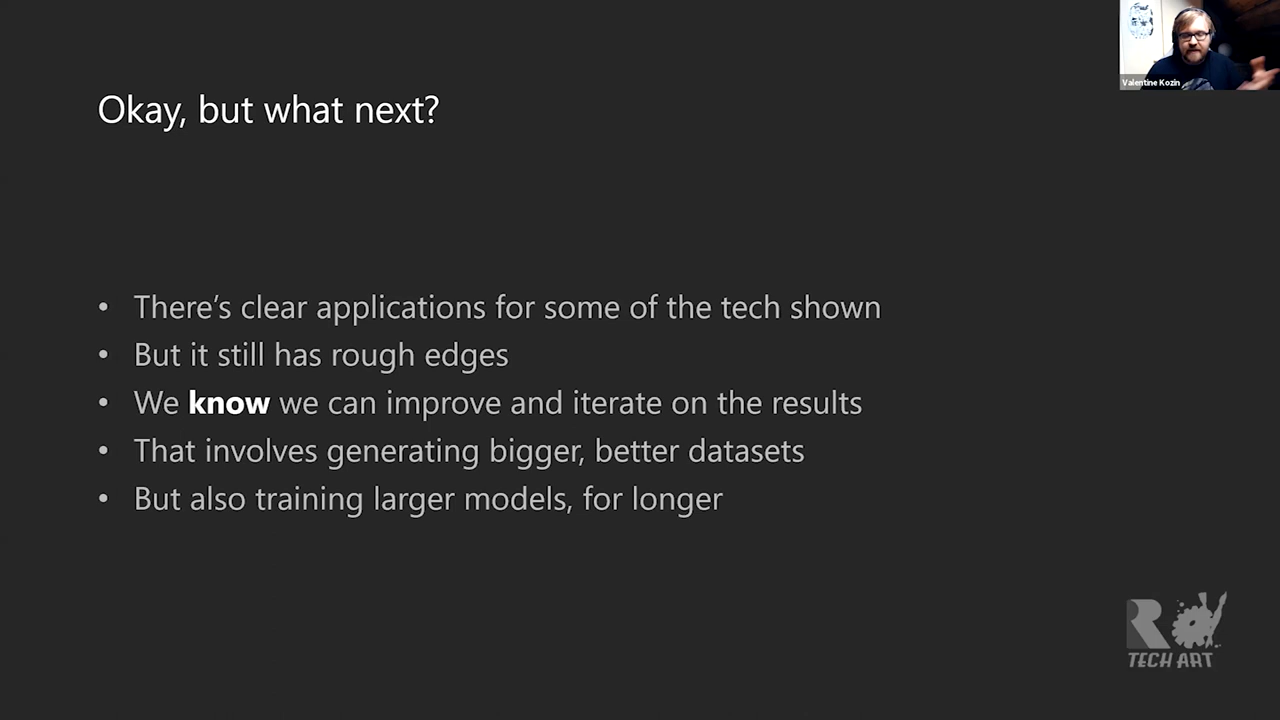 Valentine Kozin
Okay, but what next?
• There’s clear applications for some of the tech shown
• But it still has rough edges
• We know we can improve and iterate on the results
• That involves generating bigger, better datasets
• But also training larger models, for longer
R
TECH ART